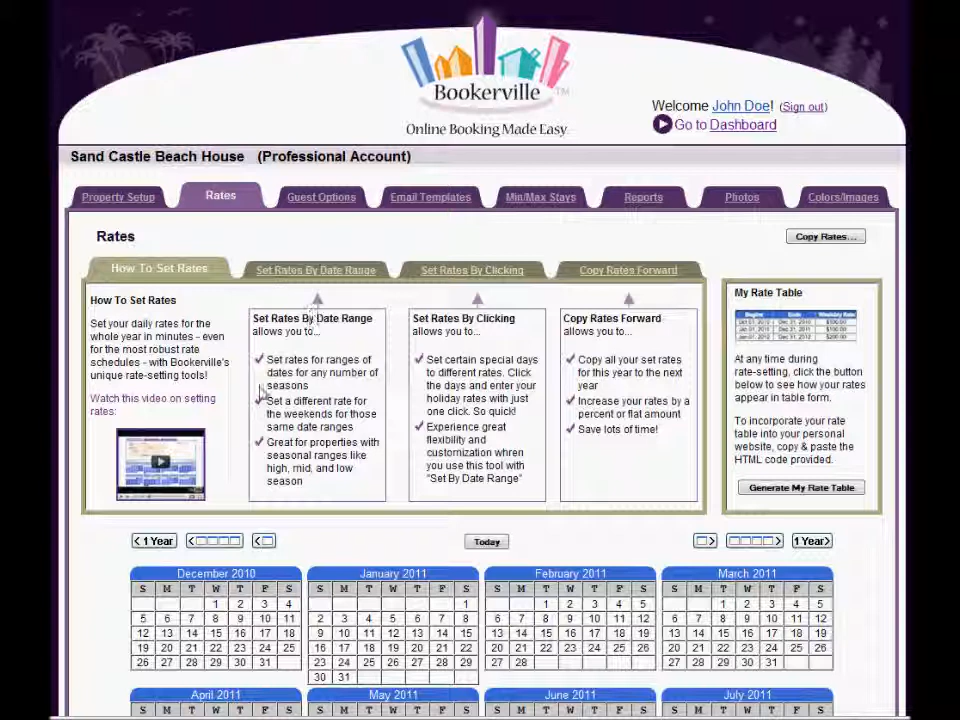 Bookerville™
Online Booking Made Easy.
Welcome John Doe! (Sign out)
Go to Dashboard
Sand Castle Beach House (Professional Account)
Property Setup Rates Guest Options Email Templates Min/Max Stays Reports Photos Colors/Images
Rates
Copy Rates...
How To Set Rates Set Rates By Date Range Set Rates By Clicking Copy Rates Forward
How To Set Rates
Set your daily rates for the
whole year in minutes - even
for the most robust rate
schedules - with Bookerville's
unique rate-setting tools!
Watch this video on setting
rates:
Set Rates By Date Range
allows you to...
Set rates for ranges of
dates for any number of
seasons
Set a different rate for
the weekends for those
same date ranges
Great for properties with
seasonal ranges like
high, mid, and low
season
Set Rates By Clicking
allows you to...
Set certain special days
to different rates. Click
the days and enter your
holiday rates with just
one click. So quick!
Experience great
flexibility and
customization whren
you use this tool with
"Set By Date Range"
Copy Rates Forward
allows you to...
Copy all your set rates
for this year to the next
year
Increase your rates by a
percent or flat amount
Save lots of time!
My Rate Table
Begins Ends Weekday Rate
At any time during
rate-setting, click the button
below to see how your rates
appear in table form.
To incorporate your rate
table into your personal
website, copy & paste the
HTML code provided.
Generate My Rate Table
< 1 Year < < Today > > 1 Year>
December 2010 January 2011 February 2011 March 2011
S M T W T F S S M T W T F S S M T W T F S S M T W T F S
1 2 3 4 1 1 2 3 4 5 1 2 3 4 5
5 6 7 8 9 10 11 2 3 4 5 6 7 8 6 7 8 9 10 11 12 6 7 8 9 10 11 12
12 13 14 15 16 17 18 9 10 11 12 13 14 15 13 14 15 16 17 18 19 13 14 15 16 17 18 19
19 20 21 22 23 24 25 16 17 18 19 20 21 22 20 21 22 23 24 25 26 20 21 22 23 24 25 26
26 27 28 29 30 31 23 24 25 26 27 28 29 27 28 27 28 29 30 31
30 31
April 2011 May 2011 June 2011 July 2011
S M T W T F S S M T W T F S S M T W T F S S M T W T F S